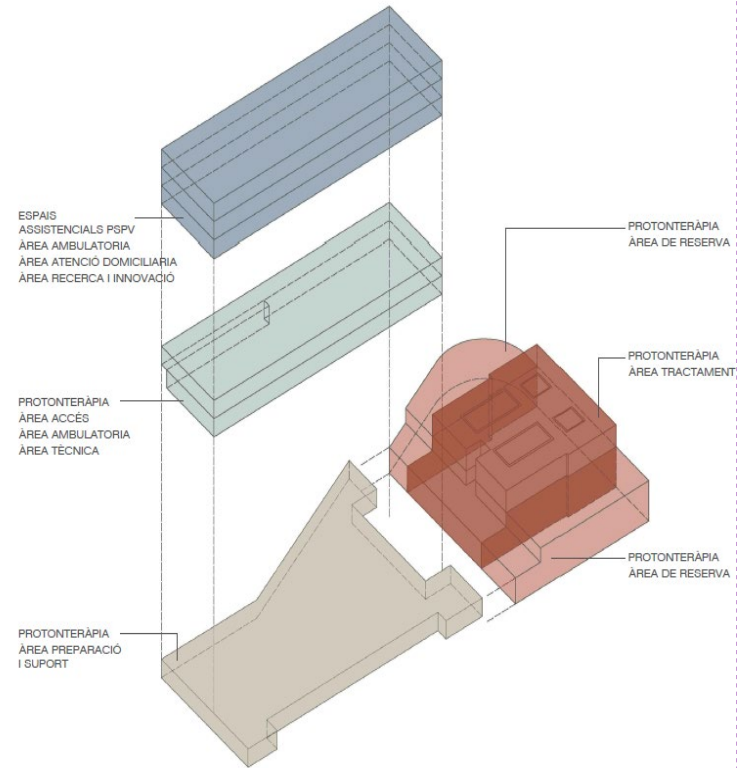 ESPAIS
ASSISTENCIALS PSPV
ÀREA AMBULATORIA
ÀREA ATENCIÓ DOMICILIARIA
ÀREA RECERCA I INNOVACIÓ
PROTONTERÀPIA
ÀREA DE RESERVA
PROTONTERÀPIA
ÀREA TRACTAMENT
PROTONTERÀPIA
ÀREA ACCÉS
ÀREA AMBULATORIA
ÀREA TÈCNICA
PROTONTERÀPIA
ÀREA DE RESERVA
PROTONTERÀPIA
ÀREA PREPARACIÓ
I SUPORT